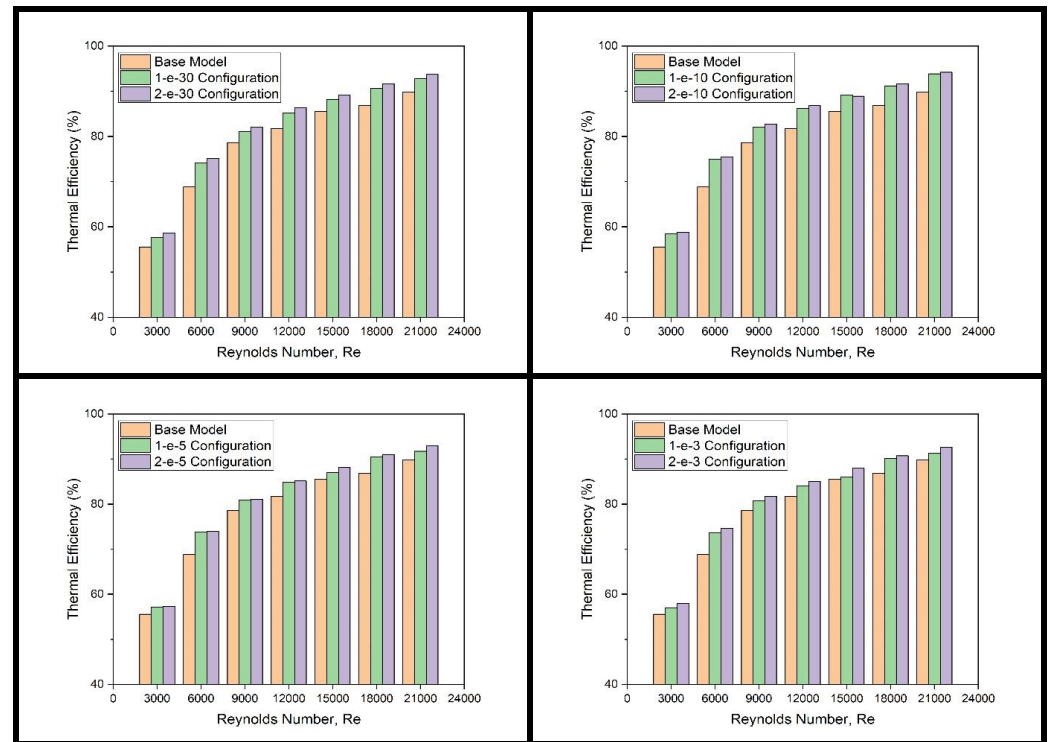 100
80
60
40
Thermal Efficiency (%)
Base Model
1-e-30 Configuration
2-e-30 Configuration
0 3000 6000 9000 12000 15000 18000 21000 24000
Reynolds Number, Re
100
80
60
40
Thermal Efficiency (%)
Base Model
1-e-10 Configuration
2-e-10 Configuration
0 3000 6000 9000 12000 15000 18000 21000 24000
Reynolds Number, Re
100
80
60
40
Thermal Efficiency (%)
Base Model
1-e-5 Configuration
2-e-5 Configuration
0 3000 6000 9000 12000 15000 18000 21000 24000
Reynolds Number, Re
100
80
60
40
Thermal Efficiency (%)
Base Model
1-e-3 Configuration
2-e-3 Configuration
0 3000 6000 9000 12000 15000 18000 21000 24000
Reynolds Number, Re